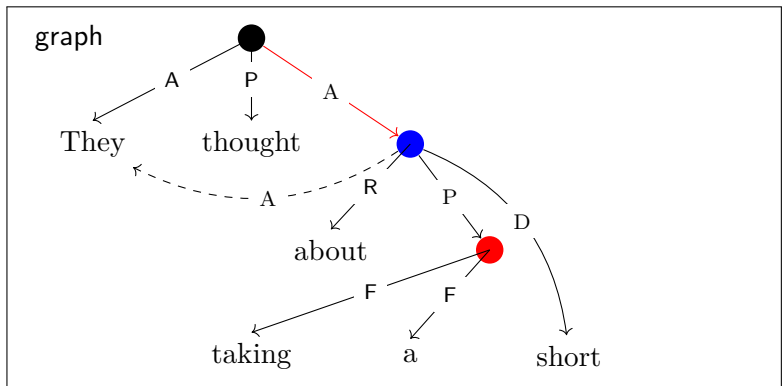 graph
A P A
They thought
A R P D
about
F F
taking a short